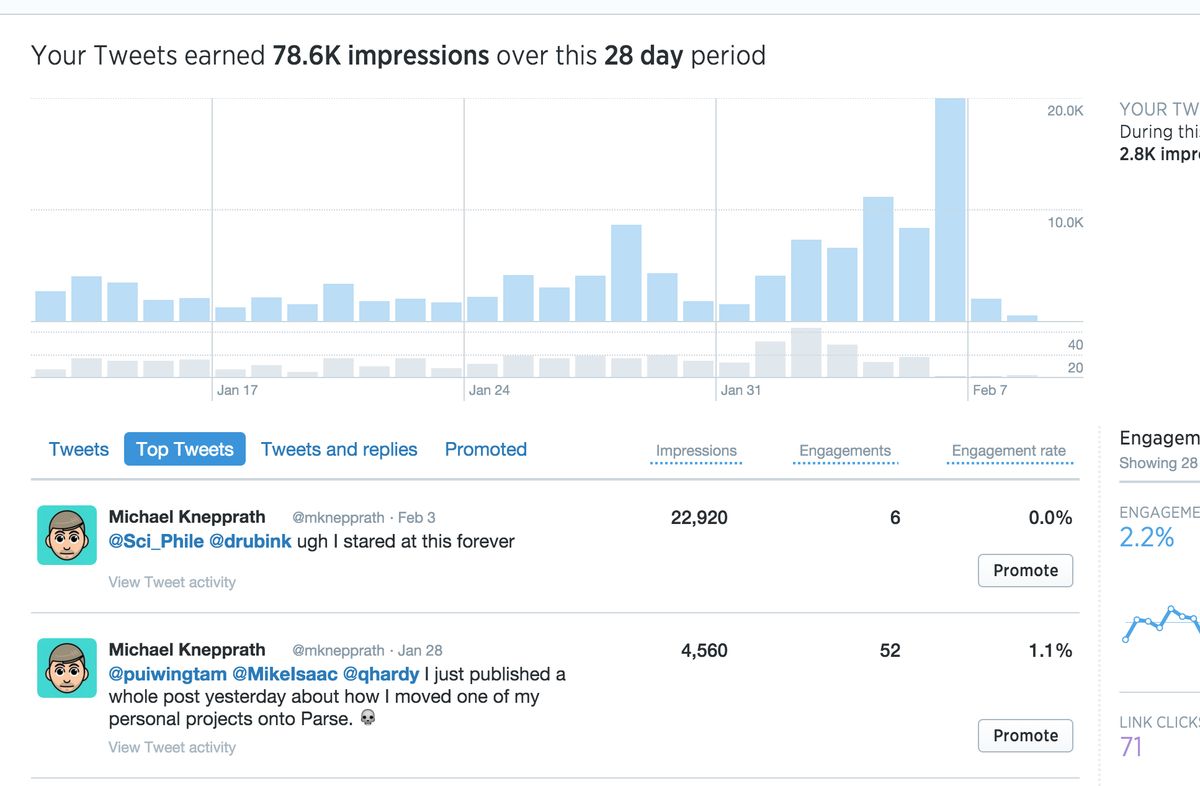 Your Tweets earned 78.6K impressions over this 28 day period
20.0K
10.0K
40
20
Jan 17
Jan 24
Jan 31
Feb 7
YOUR TW
During thi
2.8K impr
Tweets
Top Tweets
Tweets and replies
Promoted
Impressions
Engagements
Engagement rate
Michael Knepprath @mknepprath · Feb 3
@Sci_Phile @drubink ugh I stared at this forever
View Tweet activity
22,920
6
0.0%
Promote
Michael Knepprath @mknepprath · Jan 28
@puiwingtam @MikeIsaac @qhardy I just published a
whole post yesterday about how I moved one of my
personal projects onto Parse. 💀
View Tweet activity
4,560
52
1.1%
Promote
Engagem
Showing 28
ENGAGEME
2.2%
LINK CLICKS
71